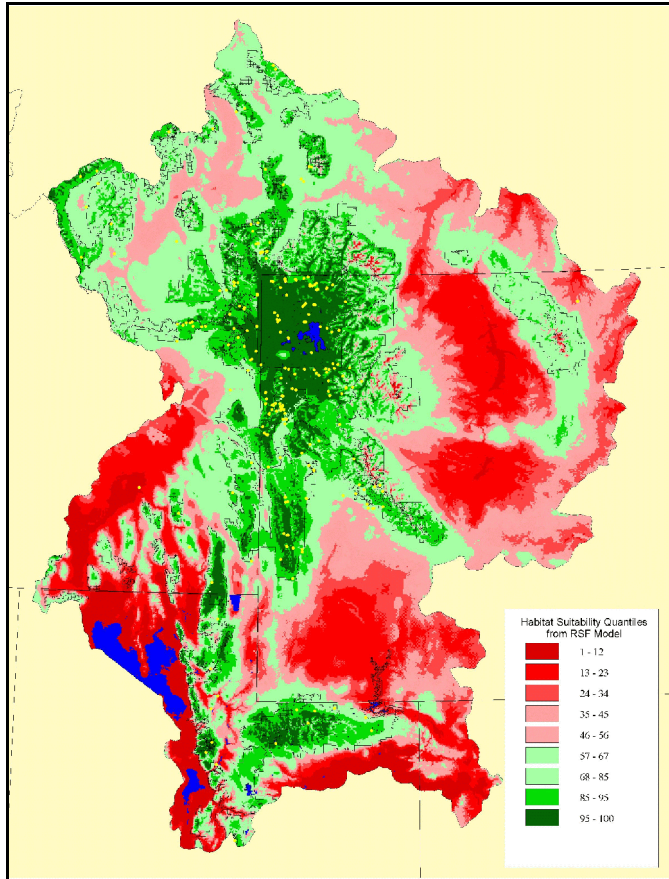 Habitat Suitability Quantiles
from RSF Model
1 - 12
13 - 23
24 - 34
35 - 45
46 - 56
57 - 67
68 - 85
85 - 95
95 - 100